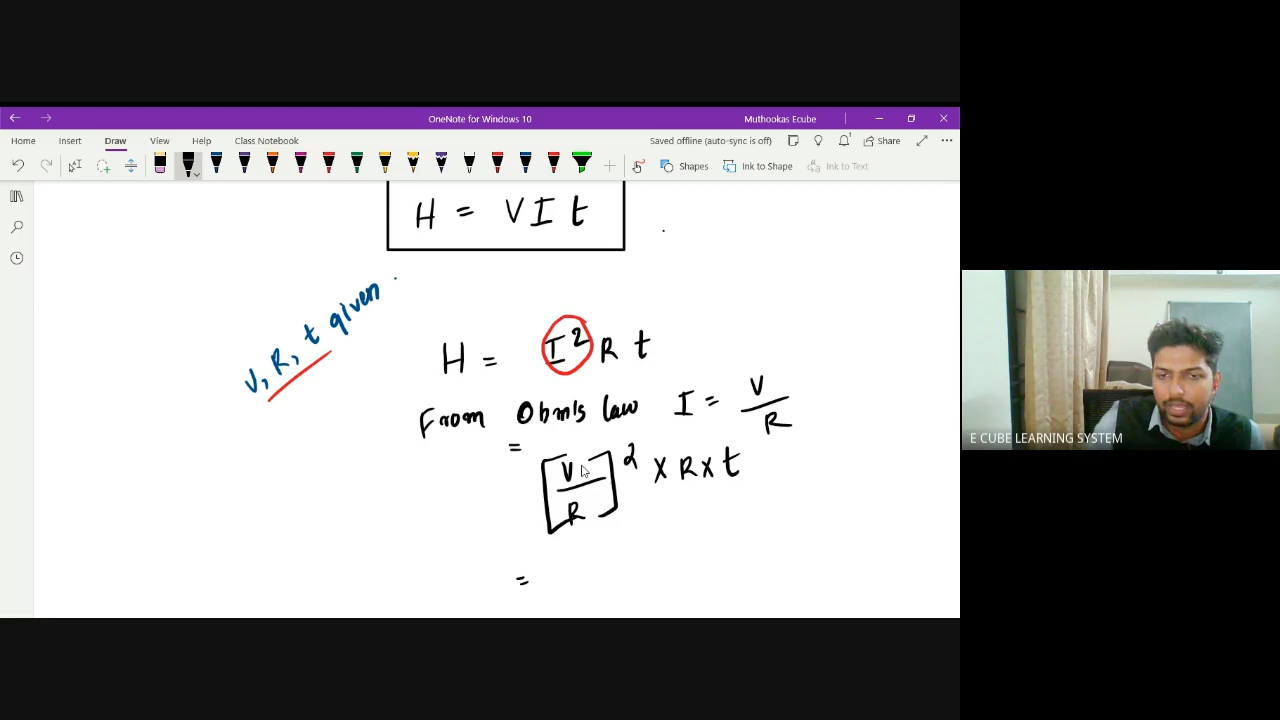 OneNote for Windows 10
Muthookas Ecube
Home Insert Draw View Help Class Notebook
Saved offline (auto-sync is off)
Share
Shapes
Ink to Shape
Ink to Text
H = V I t
V, R, t given
H = I² R t
From Ohm's law I = V/R
= [V/R]² x R x t
=
E CUBE LEARNING SYSTEM